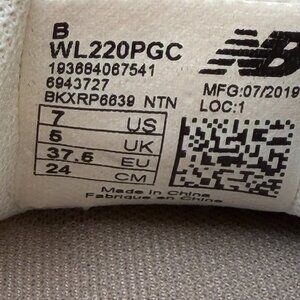 B
WL220PGC
193684067541
6943727
BKXRP6639 NTN
NB
MFG:07/2019
LOC:1
7 US
5 UK
37.5 EU
24 CM
Made in China
Fabriqué en Chine